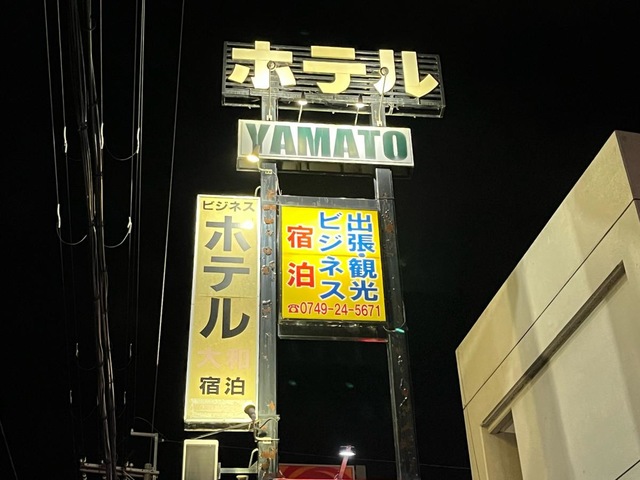 ホテル
YAMATO
ビジネス
ホテル
大和
宿泊
出張・観光
ビジネス
宿泊
☎0749-24-5671